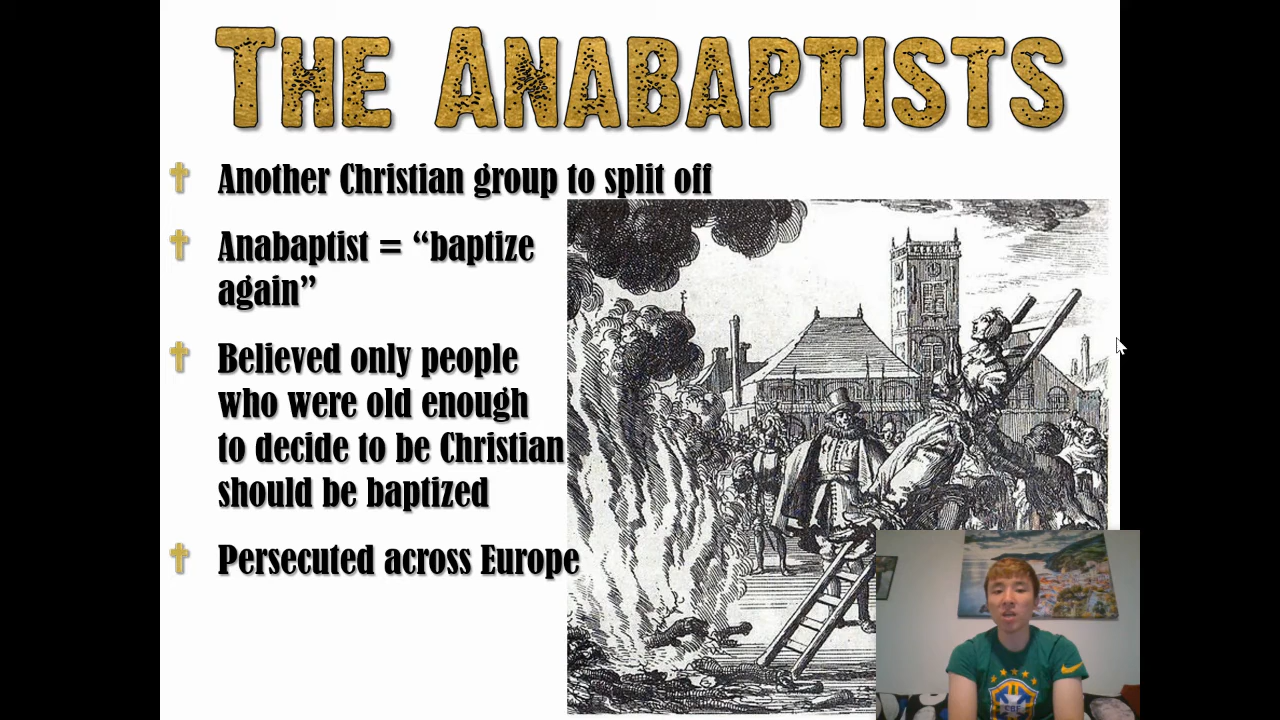 The Anabaptists
Another Christian group to split off
Anabaptist = “baptize
again”
Believed only people
who were old enough
to decide to be Christian
should be baptized
Persecuted across Europe
CBF